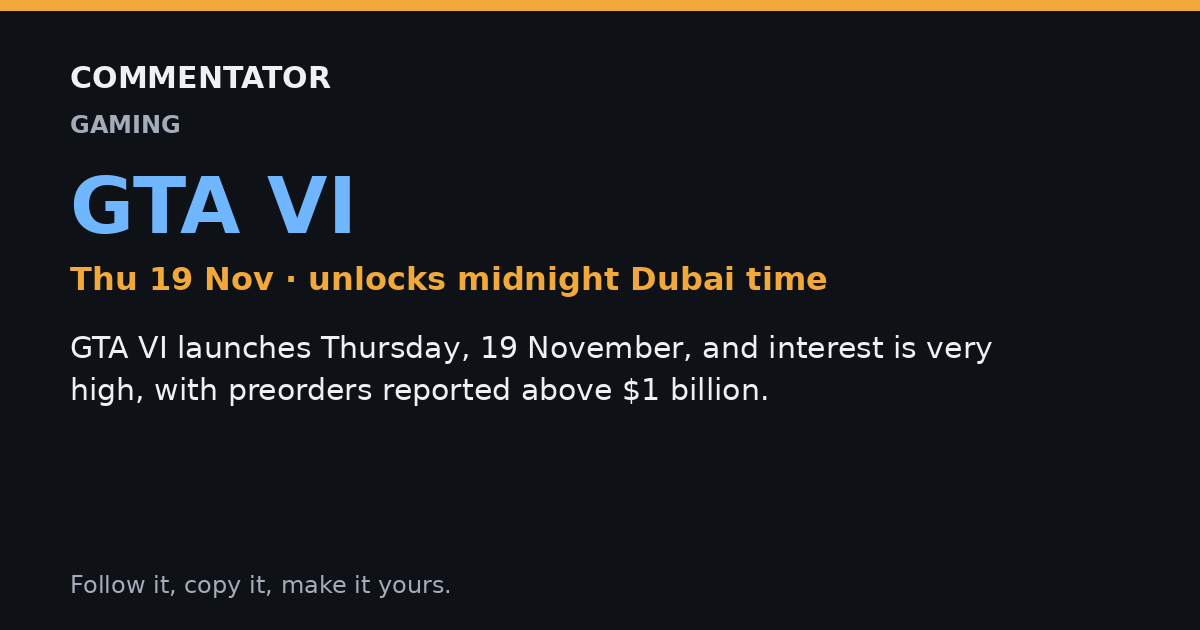 COMMENTATOR
GAMING
GTA VI
Thu 19 Nov · unlocks midnight Dubai time
GTA VI launches Thursday, 19 November, and interest is very
high, with preorders reported above $1 billion.
Follow it, copy it, make it yours.